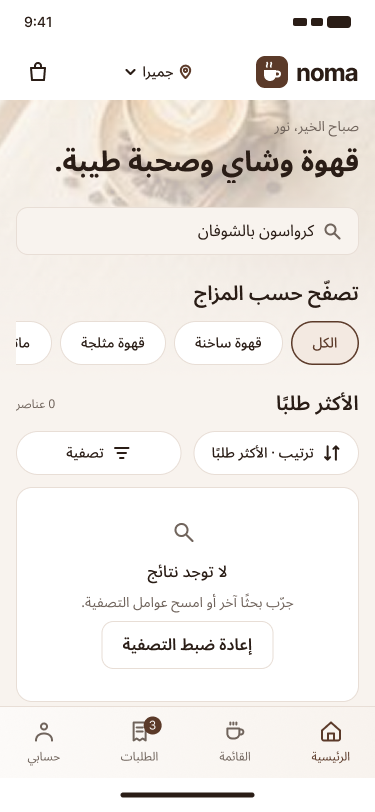 9:41
noma
جميرا
صباح الخير، نور
قهوة وشاي وصحبة طيبة.
كرواسون بالشوفان
تصفّح حسب المزاج
الكل
قهوة ساخنة
قهوة مثلجة
الأكثر طلبًا
0 عناصر
ترتيب · الأكثر طلبًا
تصفية
لا توجد نتائج
جرّب بحثًا آخر أو امسح عوامل التصفية.
إعادة ضبط التصفية
الرئيسية
القائمة
3
الطلبات
حسابي